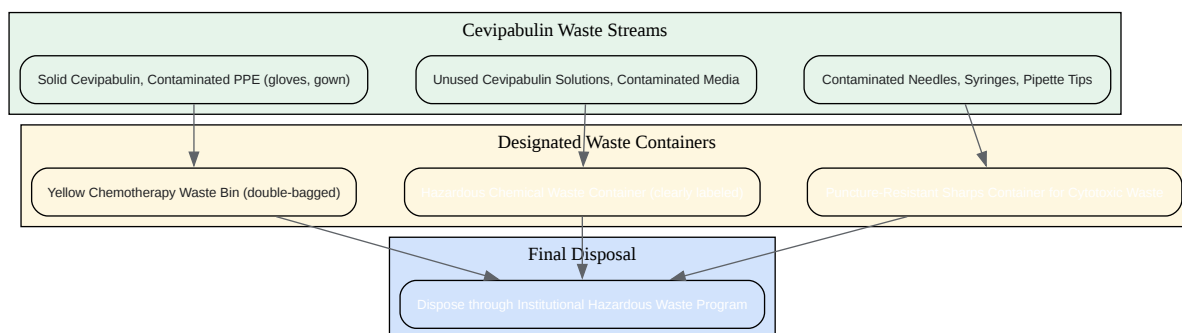 Cevipabulin Waste Streams
Solid Cevipabulin, Contaminated PPE (gloves, gown)
Unused Cevipabulin Solutions, Contaminated Media
Contaminated Needles, Syringes, Pipette Tips
Designated Waste Containers
Yellow Chemotherapy Waste Bin (double-bagged)
Hazardous Chemical Waste Container (clearly labeled)
Puncture-Resistant Sharps Container for Cytotoxic Waste
Final Disposal
Dispose through Institutional Hazardous Waste Program